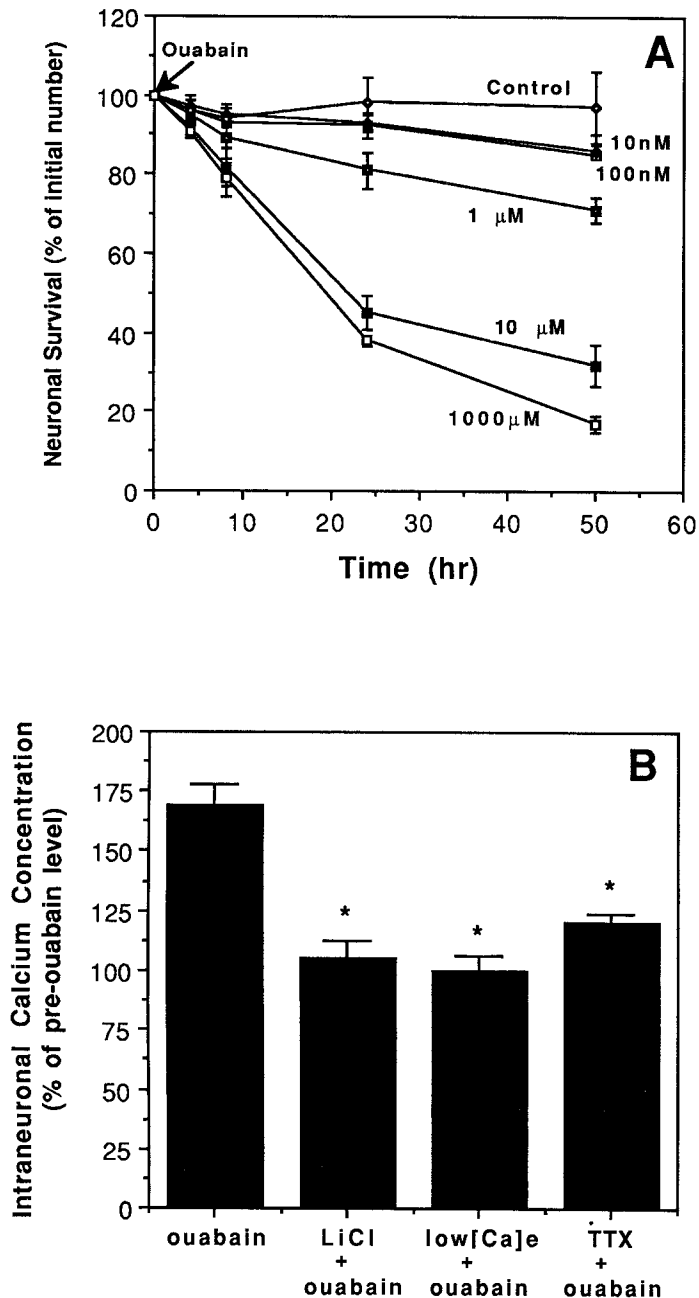 120
100
80
60
40
20
0
Neuronal Survival (% of initial number)
Ouabain
A
Control
10nM
100nM
1 μM
10 μM
1000μM
0 10 20 30 40 50 60
Time (hr)
200
175
150
125
100
75
50
25
0
Intraneuronal Calcium Concentration
(% of pre-ouabain level)
B
* * *
ouabain LiCl low[Ca]e TTX
+ + +
ouabain ouabain ouabain